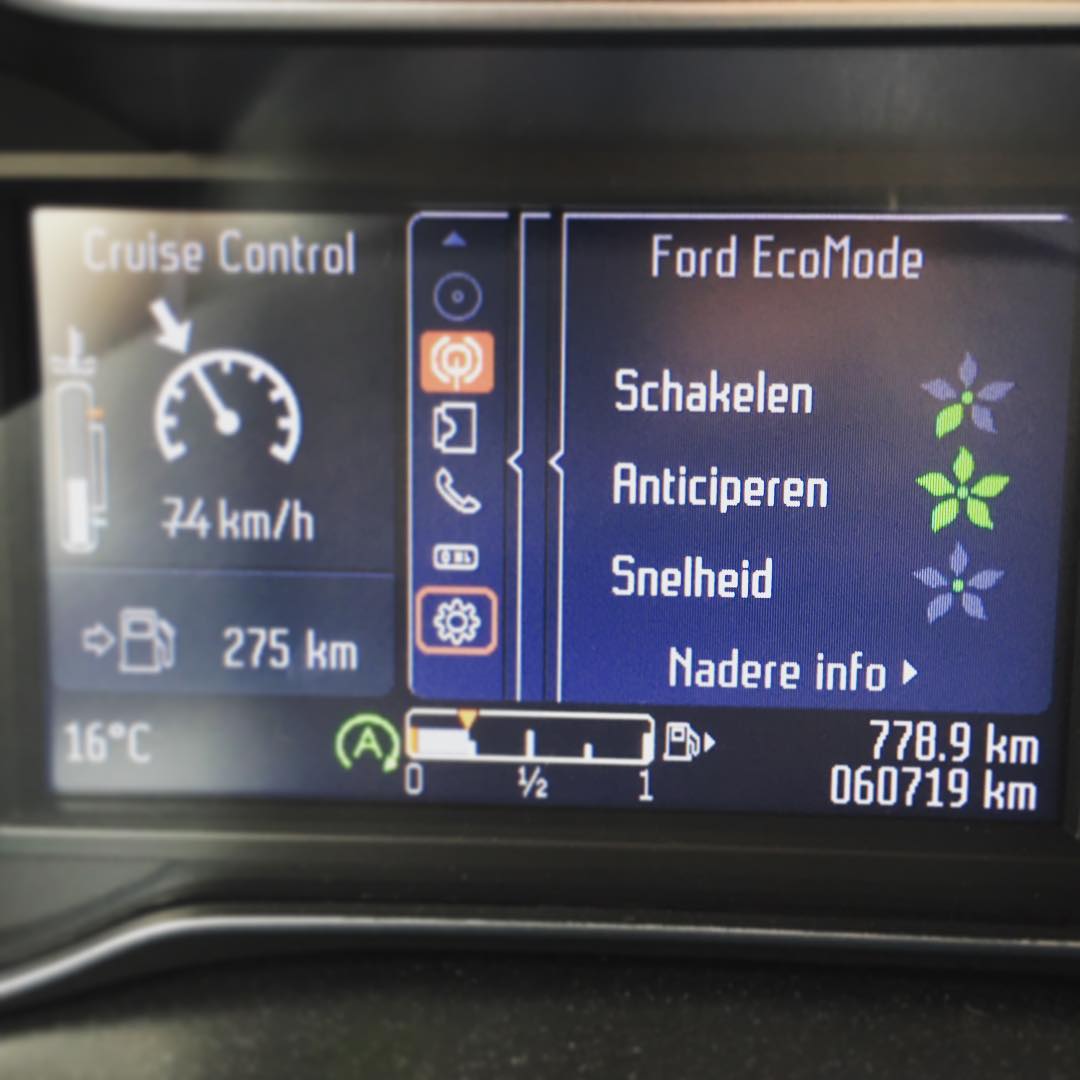 Cruise Control
74 km/h
275 km
16°C
A
0 ½ 1
Ford EcoMode
Schakelen
Anticiperen
Snelheid
Nadere info
778.9 km
060719 km